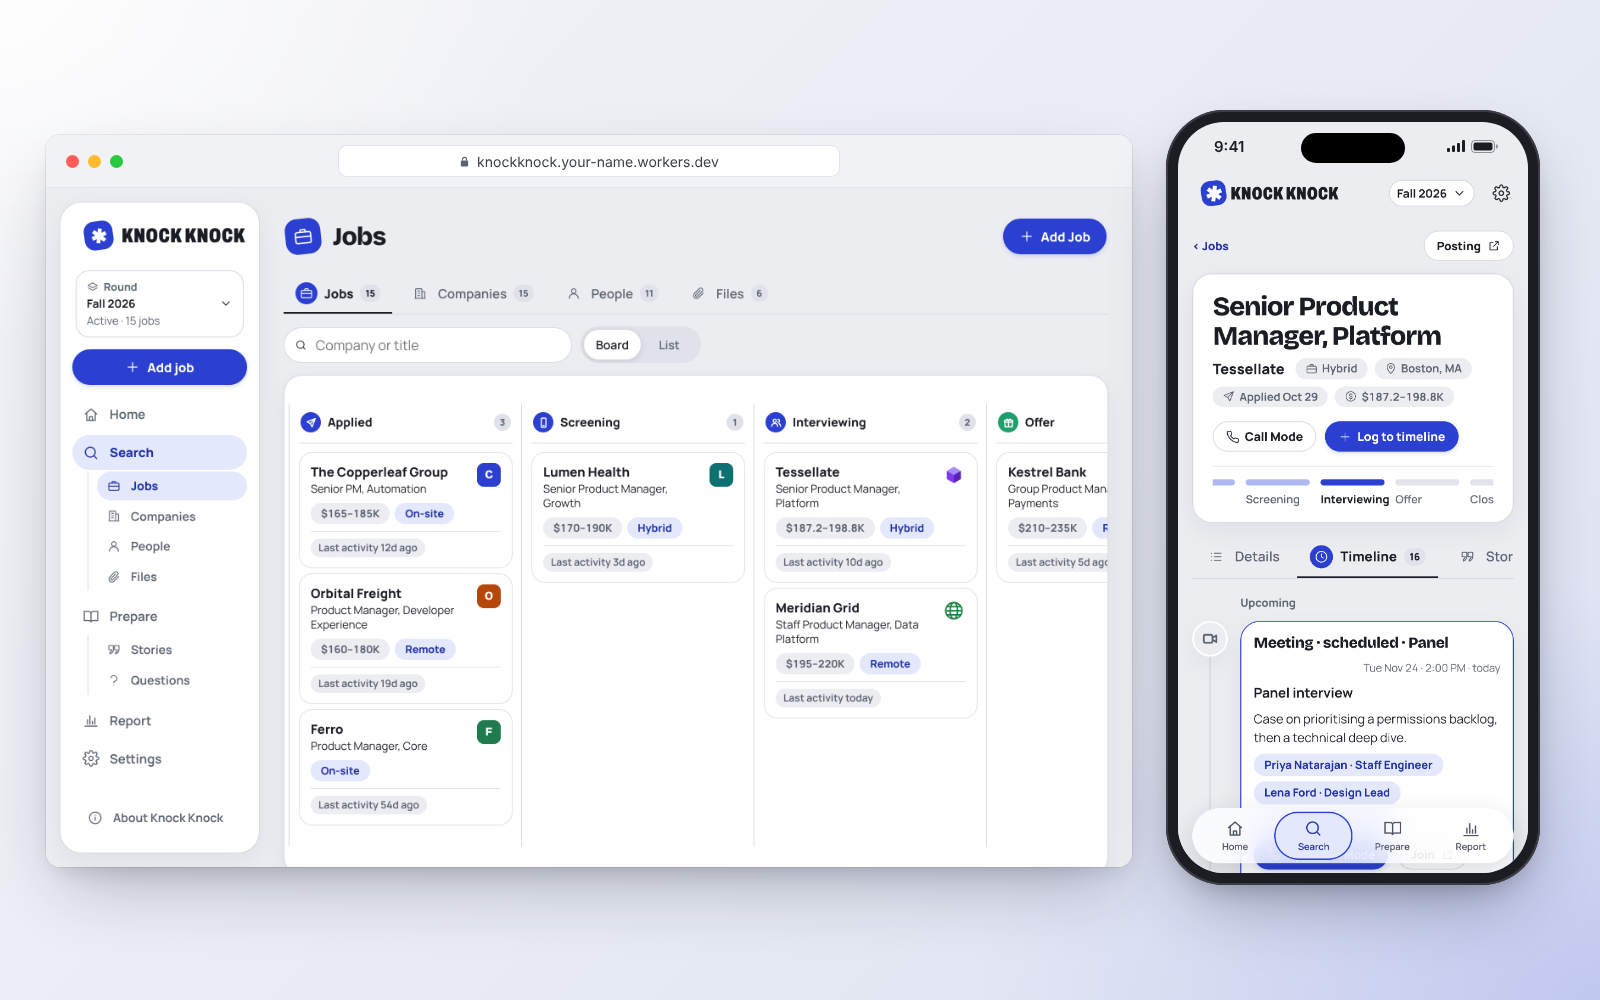 knockknock.your-name.workers.dev
KNOCK KNOCK
Round
Fall 2026
Active · 15 jobs
+ Add job
Home
Search
Jobs
Companies
People
Files
Prepare
Stories
Questions
Report
Settings
About Knock Knock
Jobs
+ Add Job
Jobs 15
Companies 15
People 11
Files 6
Company or title
Board
List
Applied 3
The Copperleaf Group
C
Senior PM, Automation
$165–185K
On-site
Last activity 12d ago
Orbital Freight
O
Product Manager, Developer
Experience
$160–180K
Remote
Last activity 19d ago
Ferro
F
Product Manager, Core
On-site
Last activity 54d ago
Screening 1
Lumen Health
L
Senior Product Manager,
Growth
$170–190K
Hybrid
Last activity 3d ago
Interviewing 2
Tessellate
Senior Product Manager,
Platform
$187.2–198.8K
Hybrid
Last activity 10d ago
Meridian Grid
Staff Product Manager, Data
Platform
$195–220K
Remote
Last activity today
Offer
Kestrel Bank
Group Product Man
Payments
$210–235K
R
Last activity 5d ago
9:41
KNOCK KNOCK
Fall 2026
‹ Jobs
Posting
Senior Product
Manager, Platform
Tessellate
Hybrid
Boston, MA
Applied Oct 29
$187.2–198.8K
Call Mode
+ Log to timeline
Screening
Interviewing
Offer
Clos
Details
Timeline 16
Stor
Upcoming
Meeting · scheduled · Panel
Tue Nov 24 · 2:00 PM · today
Panel interview
Case on prioritising a permissions backlog,
then a technical deep dive.
Priya Natarajan · Staff Engineer
Lena Ford · Design Lead
Home
Search
Prepare
Report